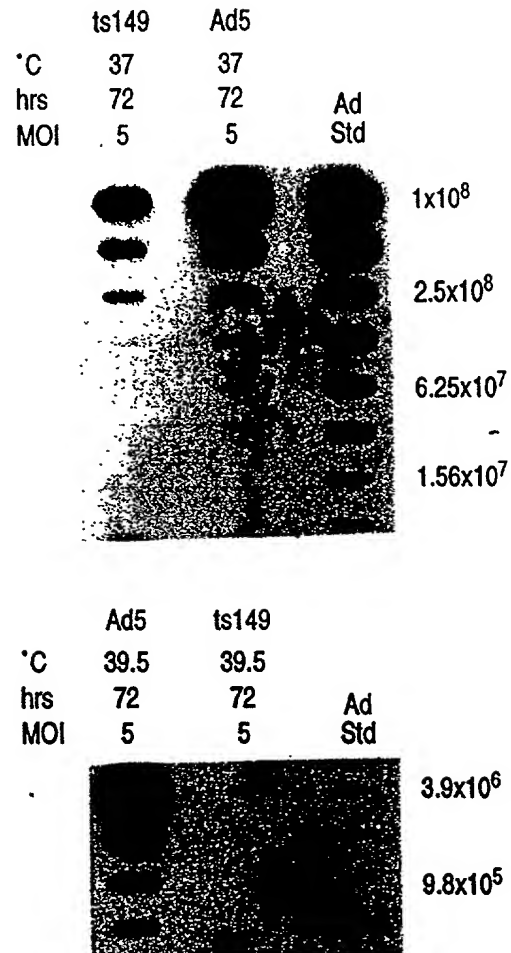 ts149 Ad5
°C 37 37
hrs 72 72 Ad
MOI 5 5 Std
1x10⁸
2.5x10⁸
6.25x10⁷
1.56x10⁷
Ad5 ts149
°C 39.5 39.5
hrs 72 72 Ad
MOI 5 5 Std
3.9x10⁶
9.8x10⁵